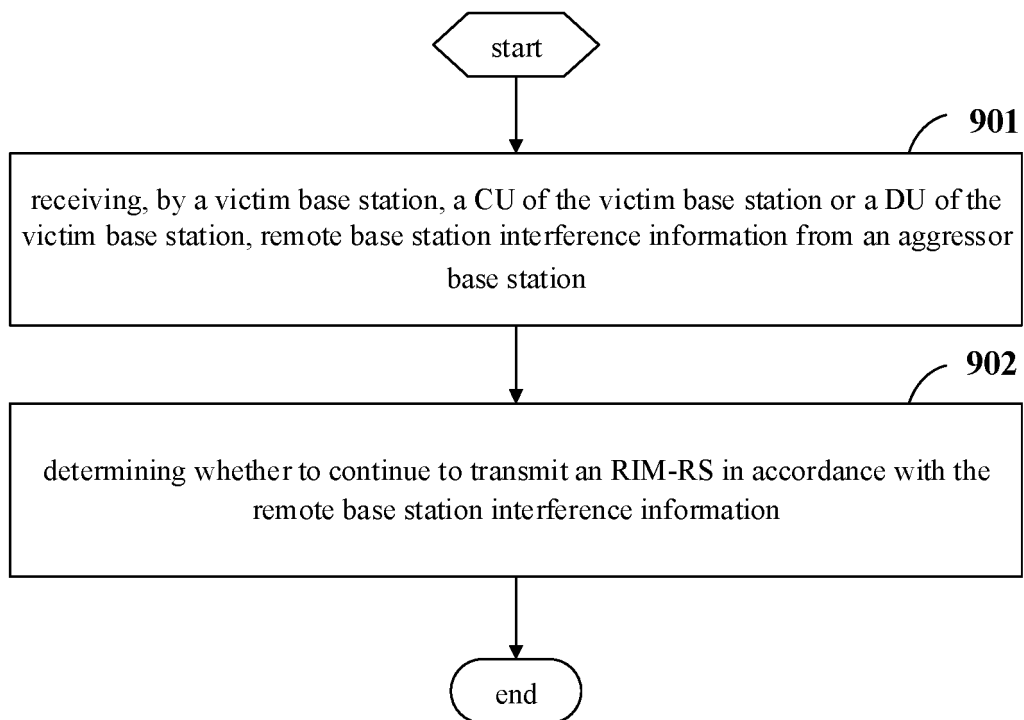 start
901
receiving, by a victim base station, a CU of the victim base station or a DU of the
victim base station, remote base station interference information from an aggressor
base station
902
determining whether to continue to transmit an RIM-RS in accordance with the
remote base station interference information
end